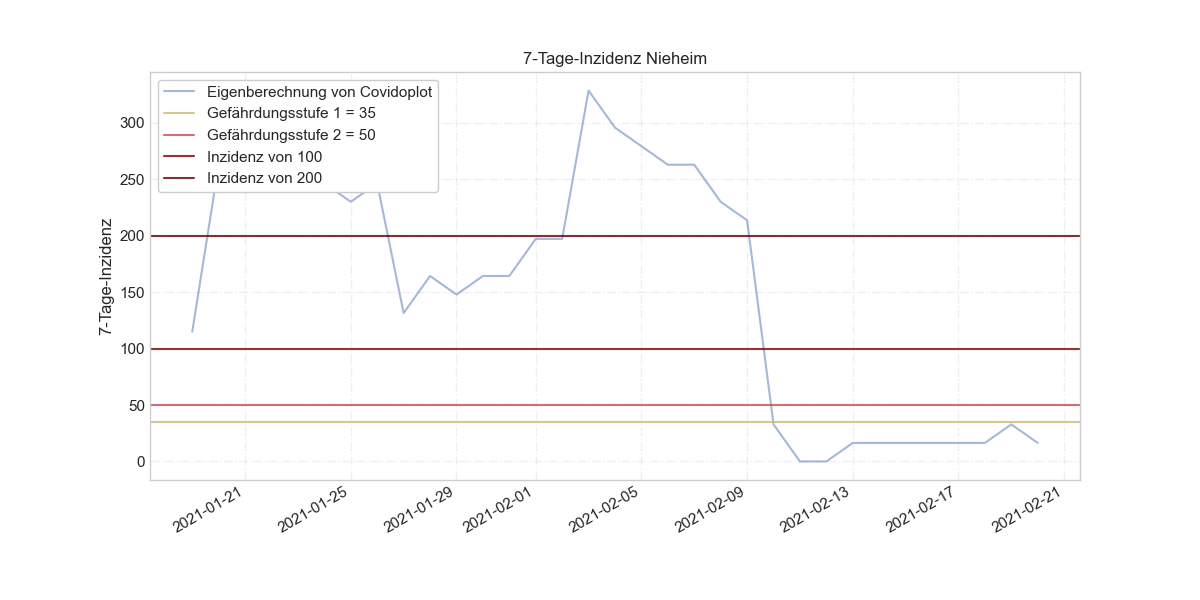 7-Tage-Inzidenz Nieheim
Eigenberechnung von Covidoplot
Gefährdungsstufe 1 = 35
Gefährdungsstufe 2 = 50
Inzidenz von 100
Inzidenz von 200
7-Tage-Inzidenz
300
250
200
150
100
50
0
2021-01-21
2021-01-25
2021-01-29
2021-02-01
2021-02-05
2021-02-09
2021-02-13
2021-02-17
2021-02-21